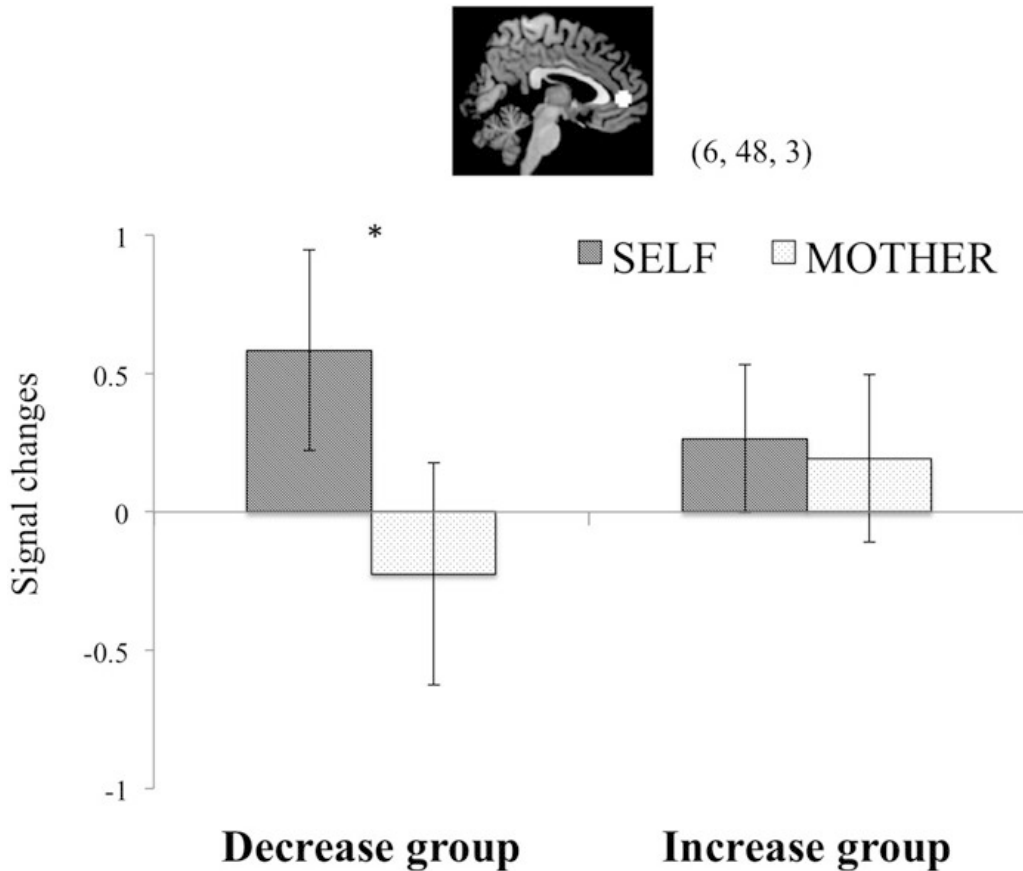 (6, 48, 3)
*
SELF
MOTHER
Signal changes
1
0.5
0
-0.5
-1
Decrease group
Increase group